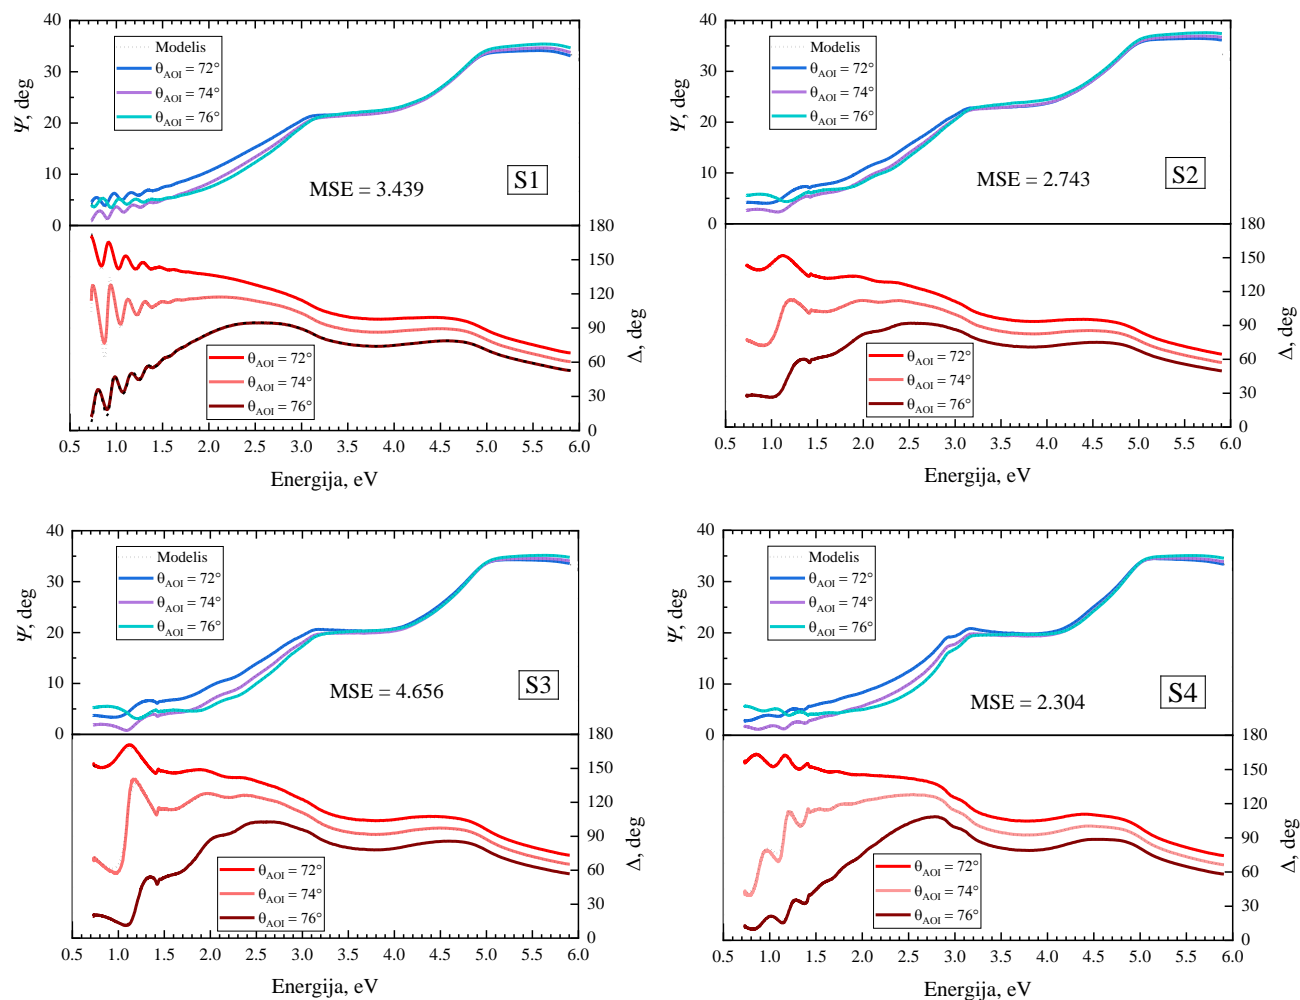 40
30
20
10
0
Ψ, deg
Modelis
θAOI = 72°
θAOI = 74°
θAOI = 76°
MSE = 3.439
S1
180
150
120
90
60
30
0
Δ, deg
θAOI = 72°
θAOI = 74°
θAOI = 76°
0.5 1.0 1.5 2.0 2.5 3.0 3.5 4.0 4.5 5.0 5.5 6.0
Energija, eV
40
30
20
10
0
Ψ, deg
Modelis
θAOI = 72°
θAOI = 74°
θAOI = 76°
MSE = 2.743
S2
180
150
120
90
60
30
0
Δ, deg
θAOI = 72°
θAOI = 74°
θAOI = 76°
0.5 1.0 1.5 2.0 2.5 3.0 3.5 4.0 4.5 5.0 5.5 6.0
Energija, eV
40
30
20
10
0
Ψ, deg
Modelis
θAOI = 72°
θAOI = 74°
θAOI = 76°
MSE = 4.656
S3
180
150
120
90
60
30
0
Δ, deg
θAOI = 72°
θAOI = 74°
θAOI = 76°
0.5 1.0 1.5 2.0 2.5 3.0 3.5 4.0 4.5 5.0 5.5 6.0
Energija, eV
40
30
20
10
0
Ψ, deg
Modelis
θAOI = 72°
θAOI = 74°
θAOI = 76°
MSE = 2.304
S4
180
150
120
90
60
30
0
Δ, deg
θAOI = 72°
θAOI = 74°
θAOI = 76°
0.5 1.0 1.5 2.0 2.5 3.0 3.5 4.0 4.5 5.0 5.5 6.0
Energija, eV